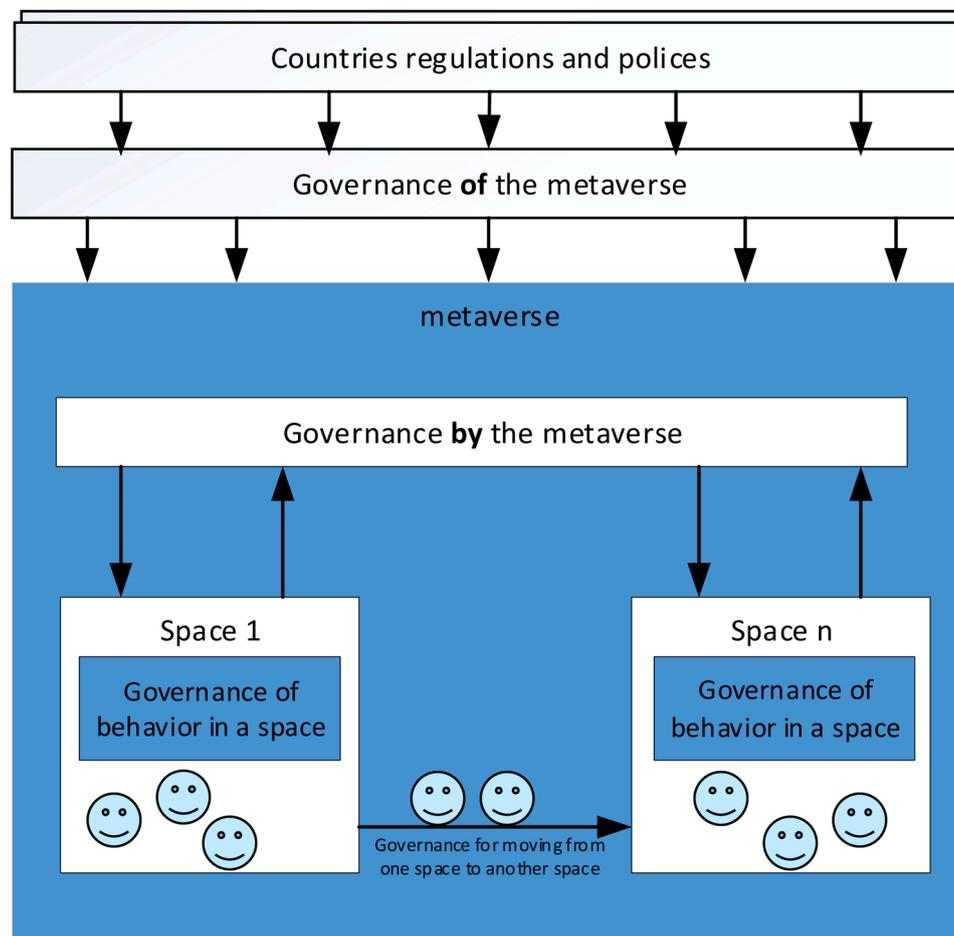 Countries regulations and polices
Governance of the metaverse
metaverse
Governance by the metaverse
Space 1
Governance of
behavior in a space
Space n
Governance of
behavior in a space
Governance for moving from
one space to another space